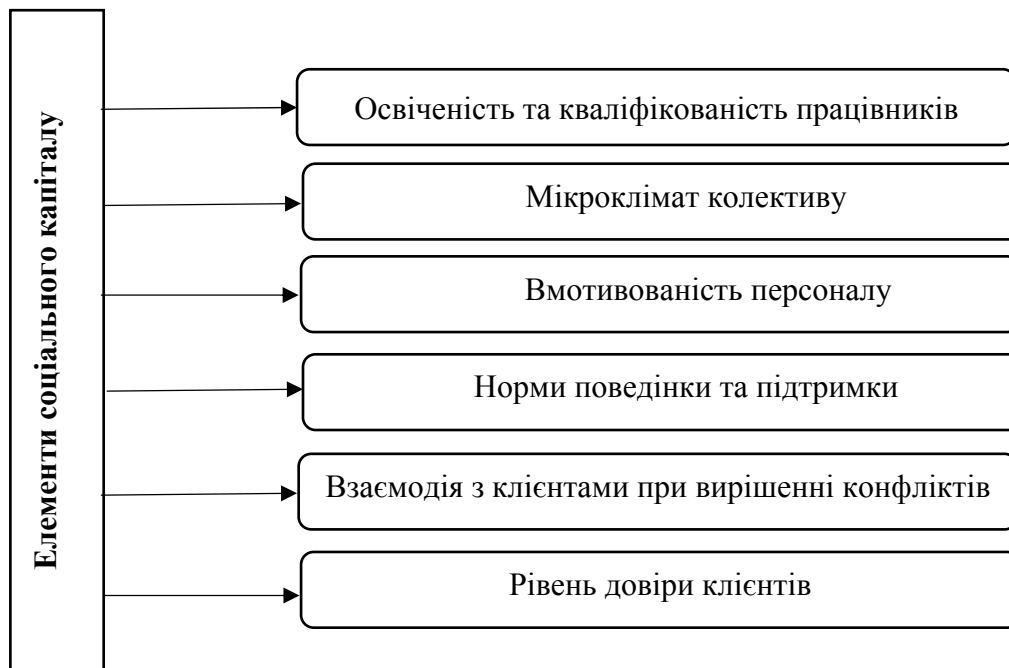 Елементи соціального капіталу
Освіченість та кваліфікованість працівників
Мікроклімат колективу
Вмотивованість персоналу
Норми поведінки та підтримки
Взаємодія з клієнтами при вирішенні конфліктів
Рівень довіри клієнтів